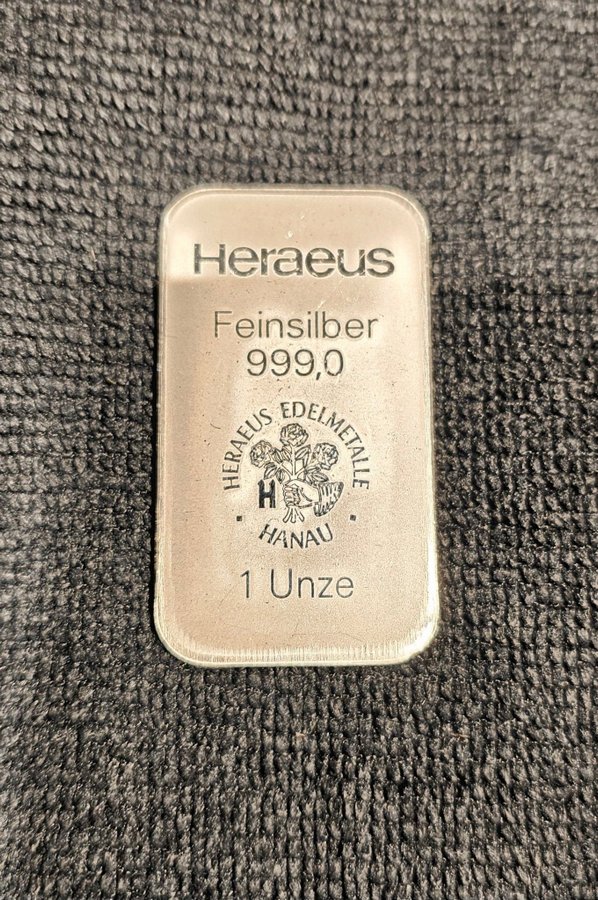 Heraeus
Feinsilber
999,0
HERAEUS EDELMETALLE
H
· HANAU ·
1 Unze